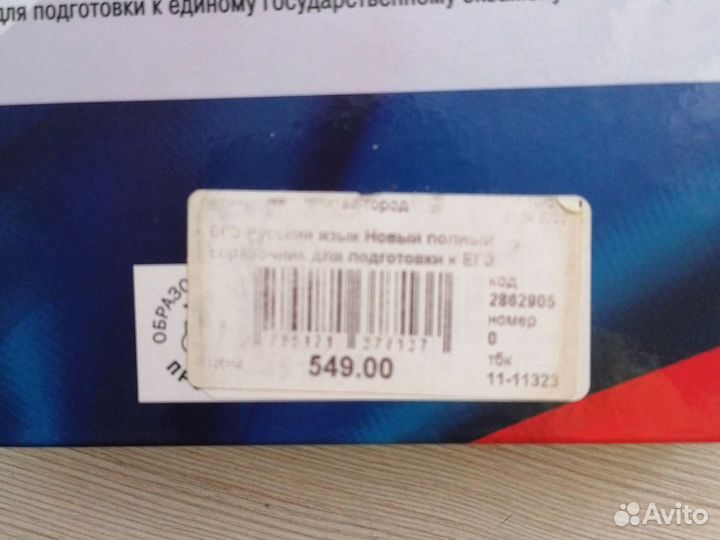 для подготовки к единому государственному экзамену
город
ЕГЭ Русский язык Новый полный
справочник для подготовки к ЕГЭ
код
2862905
номер
0
тбк
11-11323
цена
549.00
ОБРАЗО
Avito